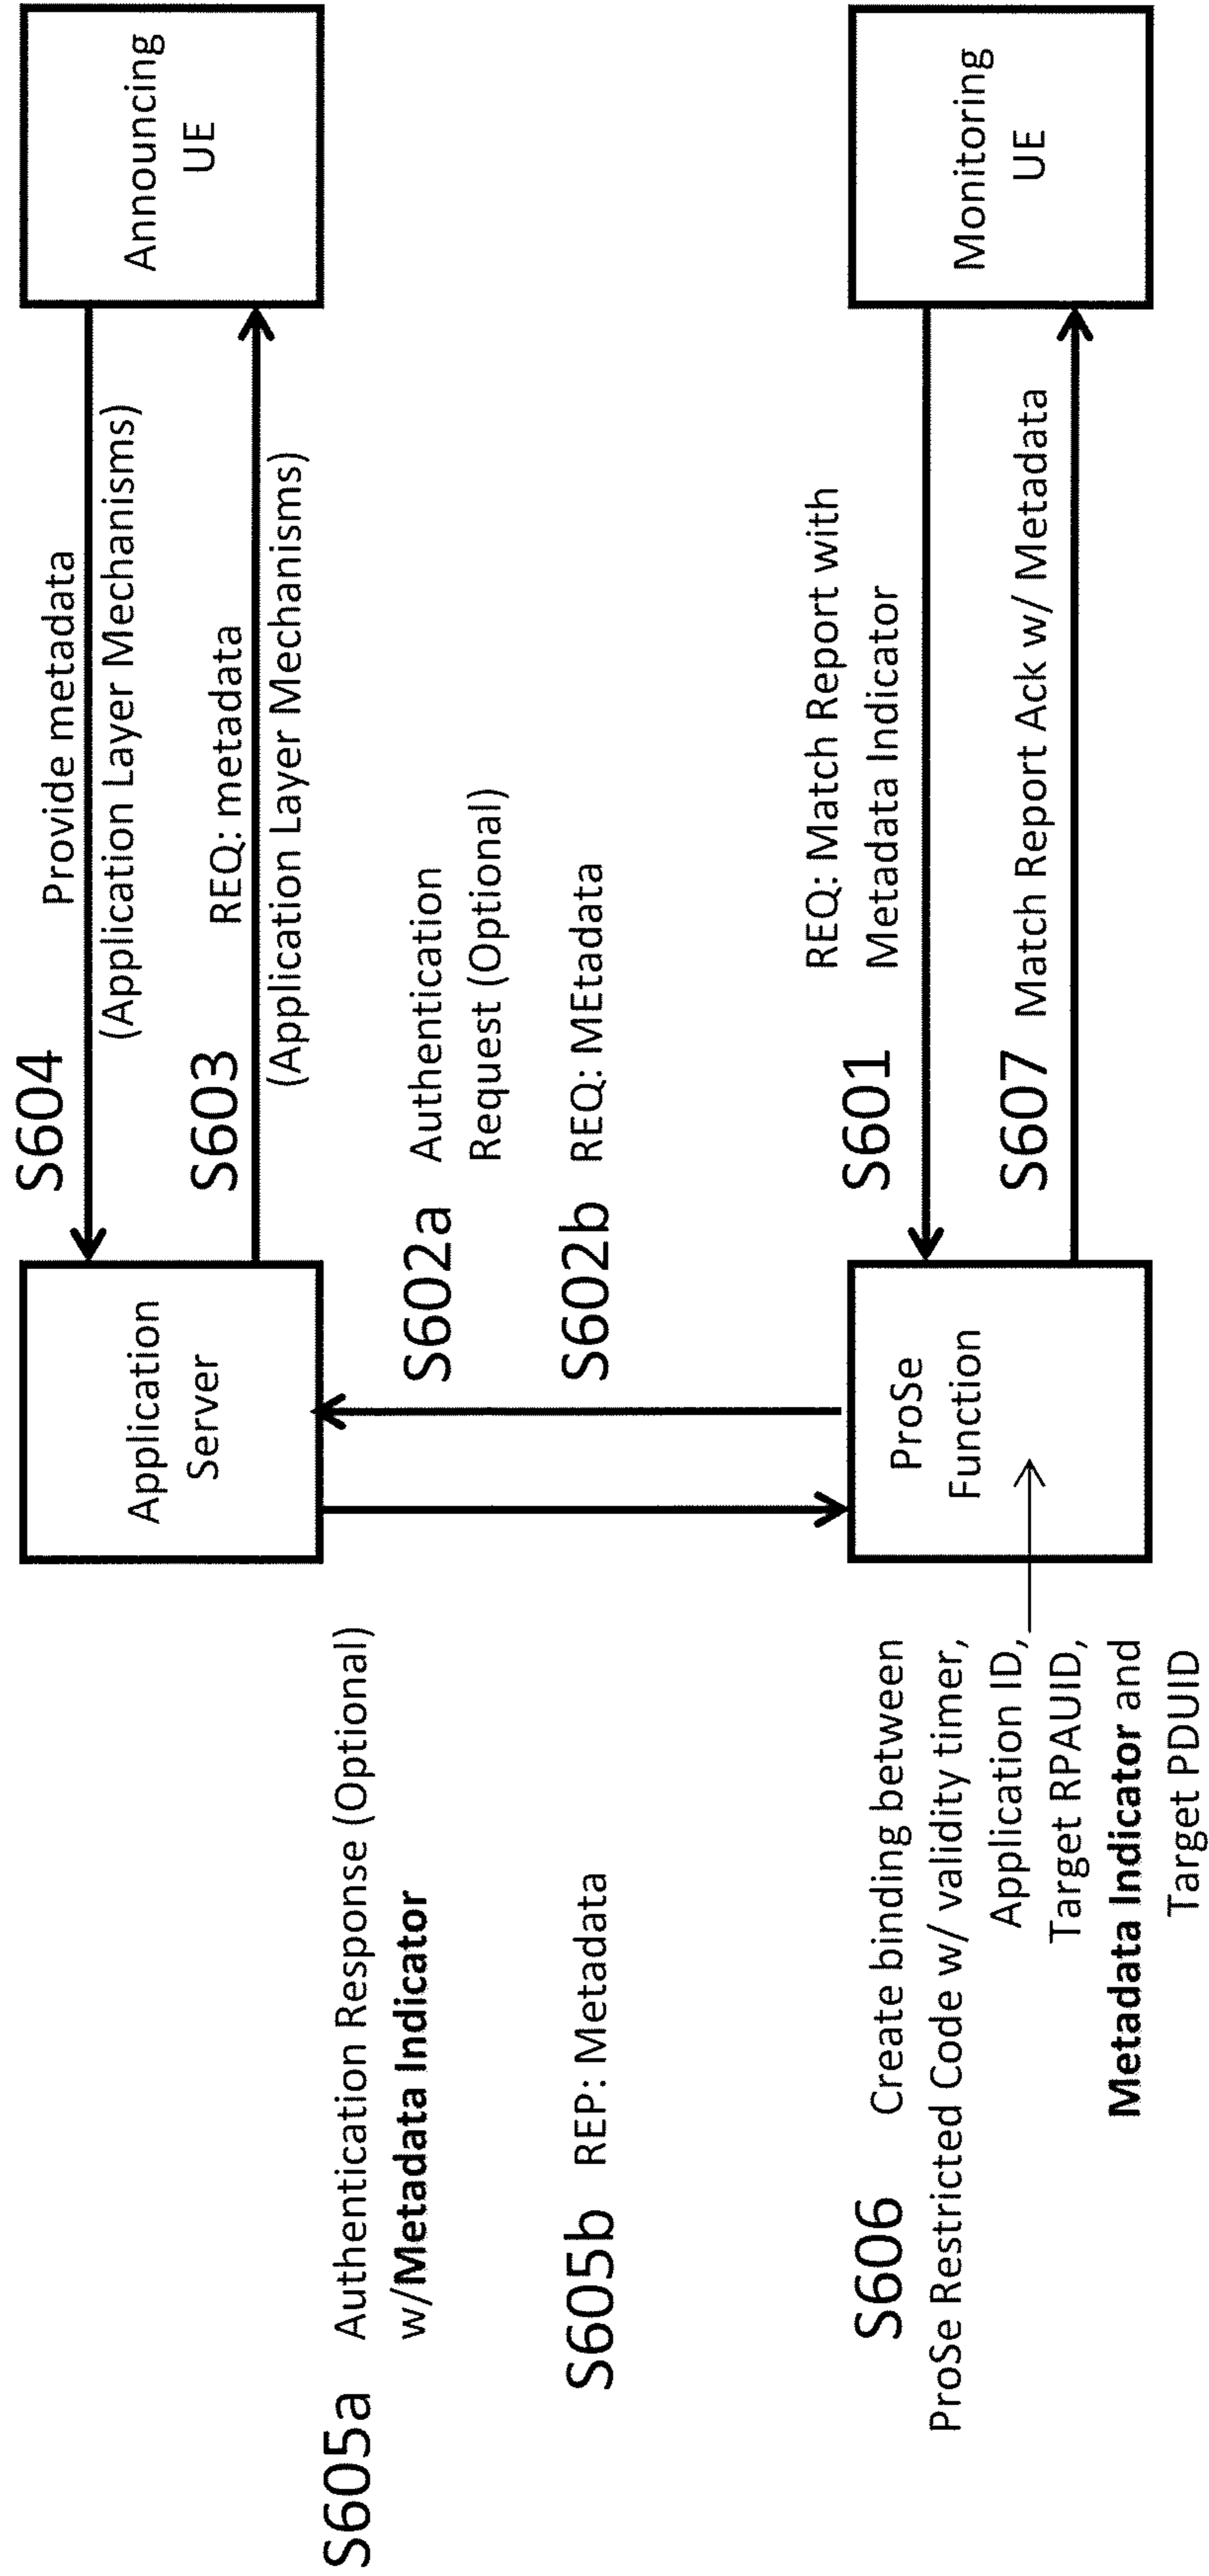 S605a Authentication Response (Optional)
w/Metadata Indicator
S605b REP: Metadata
Application
Server
S604
Provide metadata
(Application Layer Mechanisms)
S603
REQ: metadata
(Application Layer Mechanisms)
Announcing
UE
S602a Authentication
Request (Optional)
S602b REQ: MEtadata
S606 Create binding between
ProSe Restricted Code w/ validity timer,
Application ID,
Target RPAUID,
Metadata Indicator and
Target PDUID
ProSe
Function
S601
REQ: Match Report with
Metadata Indicator
S607 Match Report Ack w/ Metadata
Monitoring
UE